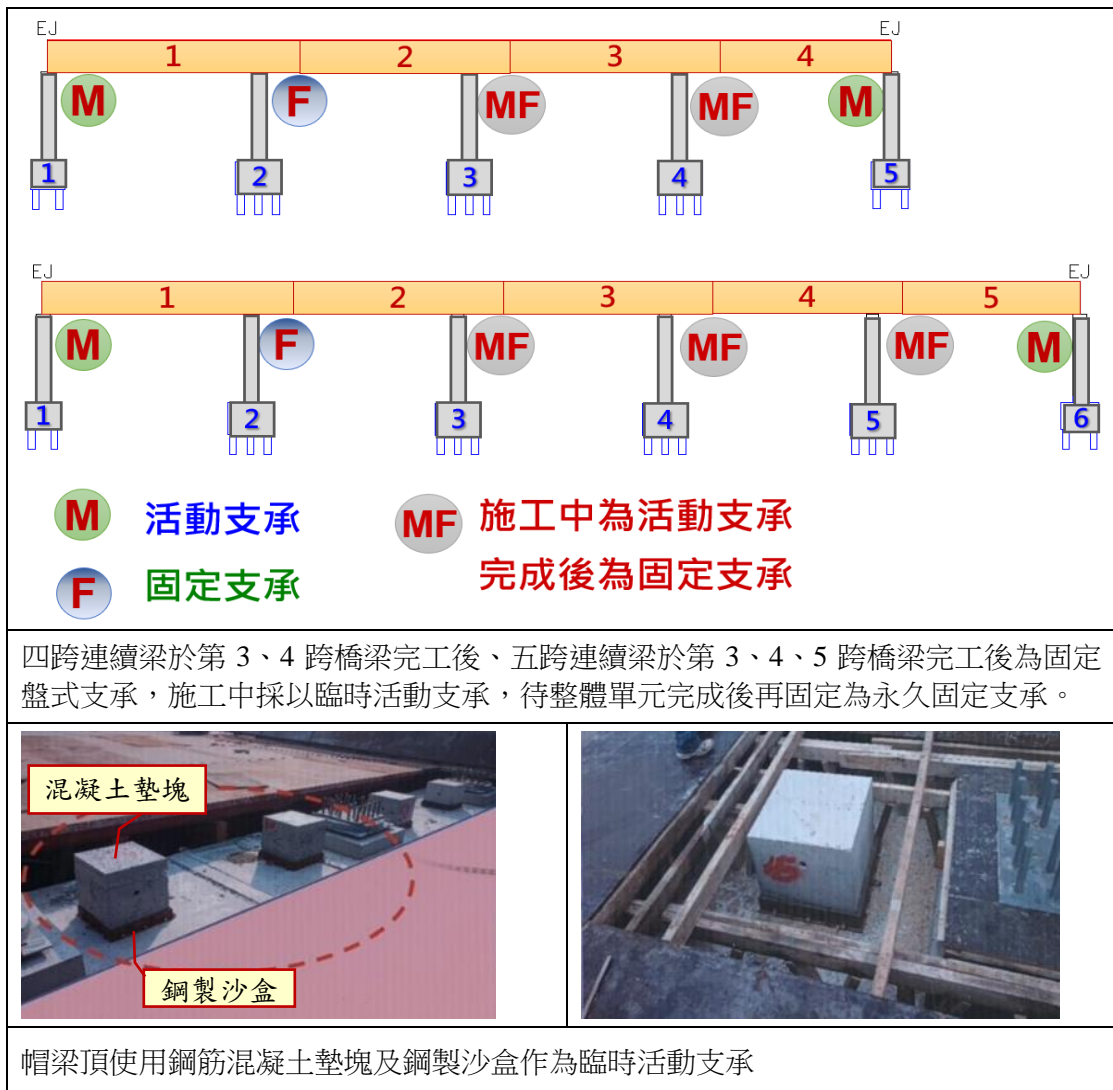 EJ EJ
1 2 3 4
M F MF MF M
1 2 3 4 5
EJ EJ
1 2 3 4 5
M F MF MF MF M
1 2 3 4 5 6
M 活動支承 MF 施工中為活動支承
完成後為固定支承
F 固定支承
四跨連續梁於第 3、4 跨橋梁完工後、五跨連續梁於第 3、4、5 跨橋梁完工後為固定
盤式支承，施工中採以臨時活動支承，待整體單元完成後再固定為永久固定支承。
混凝土墊塊
鋼製沙盒
帽梁頂使用鋼筋混凝土墊塊及鋼製沙盒作為臨時活動支承